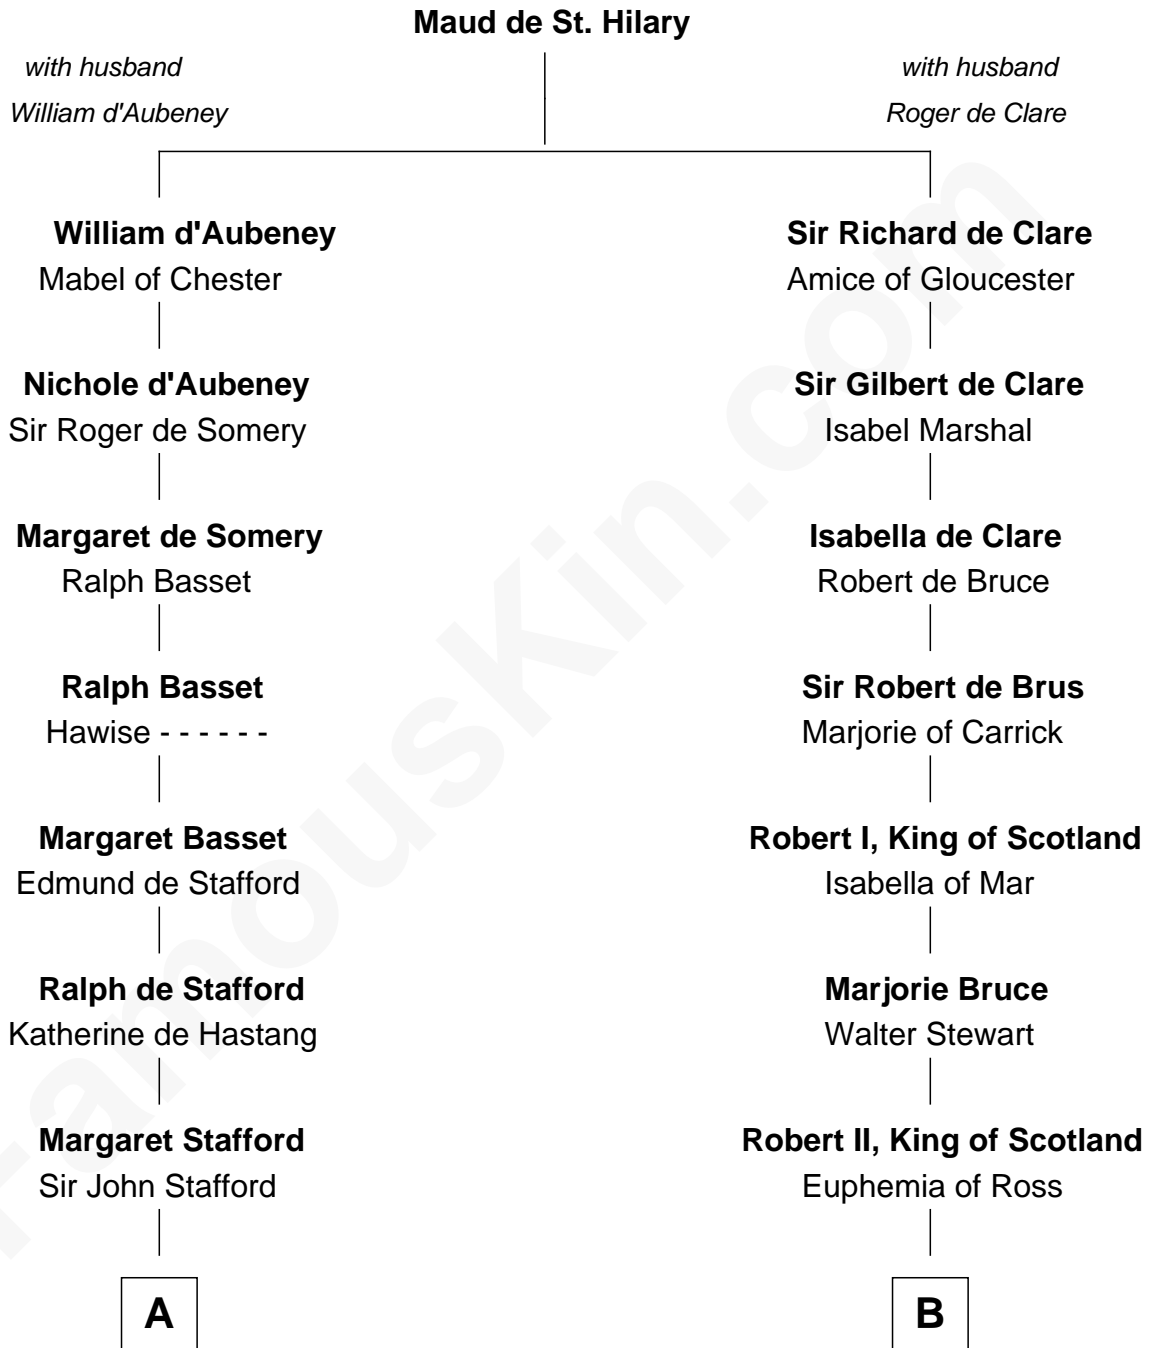 Maud de St. Hilary
with husband
William d'Aubeney
with husband
Roger de Clare
William d'Aubeney
Mabel of Chester
Sir Richard de Clare
Amice of Gloucester
Nichole d'Aubeney
Sir Roger de Somery
Sir Gilbert de Clare
Isabel Marshal
Margaret de Somery
Ralph Basset
Isabella de Clare
Robert de Bruce
Ralph Basset
Hawise - - - - - -
Sir Robert de Brus
Marjorie of Carrick
Margaret Basset
Edmund de Stafford
Robert I, King of Scotland
Isabella of Mar
Ralph de Stafford
Katherine de Hastang
Marjorie Bruce
Walter Stewart
Margaret Stafford
Sir John Stafford
Robert II, King of Scotland
Euphemia of Ross
A
B
FamousKin.com